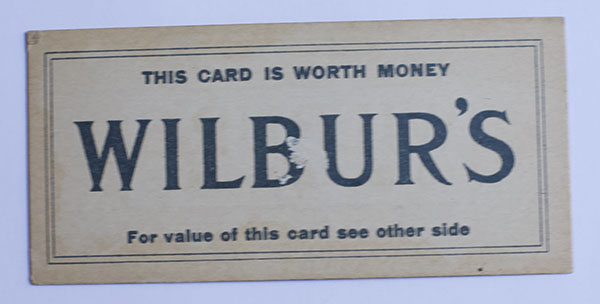 THIS CARD IS WORTH MONEY
WILBUR'S
For value of this card see other side